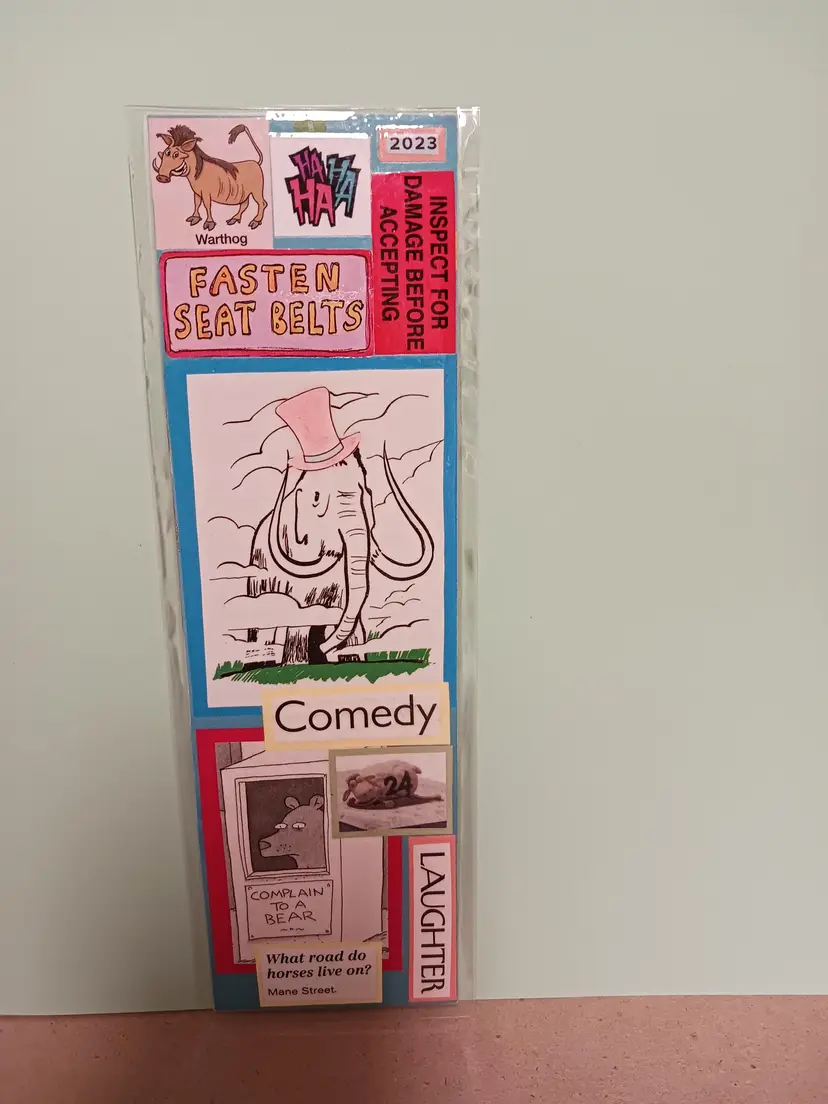 Warthog
HA
HA
HA
2023
INSPECT FOR
DAMAGE BEFORE
ACCEPTING
FASTEN
SEAT BELTS
Comedy
24
COMPLAIN
TO A
BEAR
LAUGHTER
What road do
horses live on?
Mane Street.